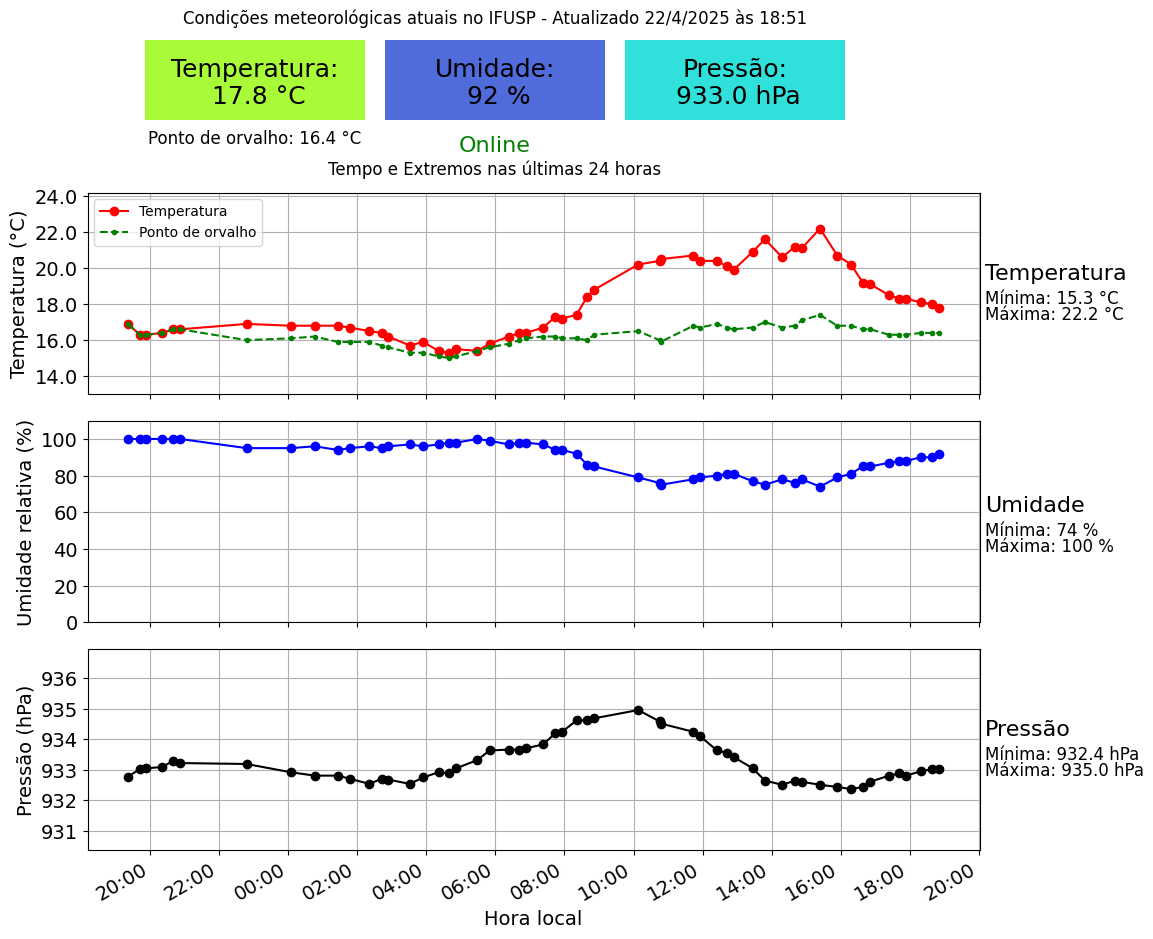 Condições meteorológicas atuais no IFUSP - Atualizado 22/4/2025 às 18:51
Temperatura:
17.8 °C
Umidade:
92 %
Pressão:
933.0 hPa
Ponto de orvalho: 16.4 °C
Online
Tempo e Extremos nas últimas 24 horas
Temperatura (°C)
24.0
22.0
20.0
18.0
16.0
14.0
Temperatura
Ponto de orvalho
Temperatura
Mínima: 15.3 °C
Máxima: 22.2 °C
Umidade relativa (%)
100
80
60
40
20
0
Umidade
Mínima: 74 %
Máxima: 100 %
Pressão (hPa)
936
935
934
933
932
931
Pressão
Mínima: 932.4 hPa
Máxima: 935.0 hPa
20:00 22:00 00:00 02:00 04:00 06:00 08:00 10:00 12:00 14:00 16:00 18:00 20:00
Hora local